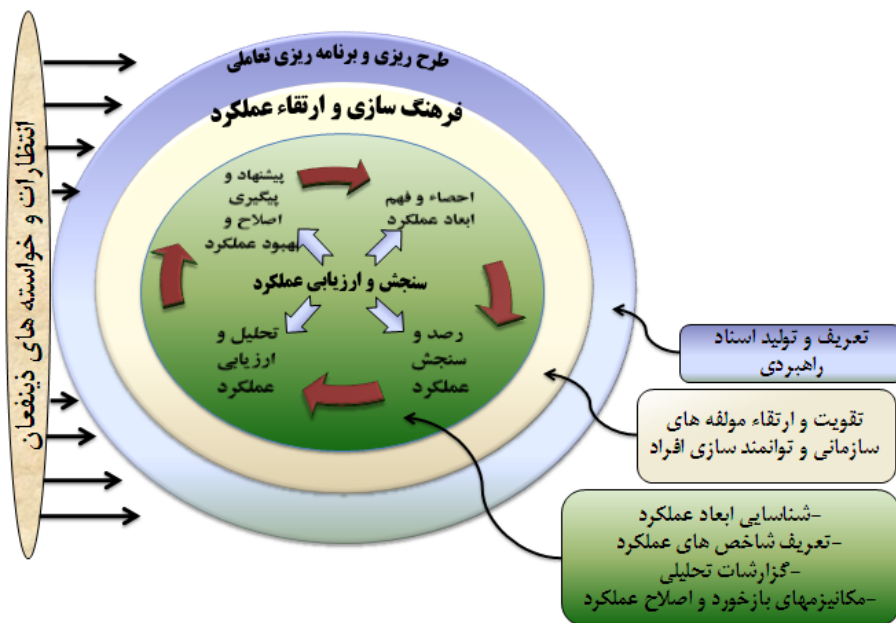 انتظارات و خواسته های ذینفعان
طرح ریزی و برنامه ریزی تعاملی
فرهنگ سازی و ارتقاء عملکرد
پیشنهاد و
پیگیری
اصلاح و
بهبود عملکرد
احصاء و فهم
ابعاد عملکرد
سنجش و ارزیابی عملکرد
رصد و
سنجش
عملکرد
تحلیل و
ارزیابی
عملکرد
تعریف و تولید اسناد
راهبردی
تقویت و ارتقاء مولفه های
سازمانی و توانمند سازی افراد
-شناسایی ابعاد عملکرد
-تعریف شاخص های عملکرد
-گزارشات تحلیلی
-مکانیزمهای بازخورد و اصلاح عملکرد